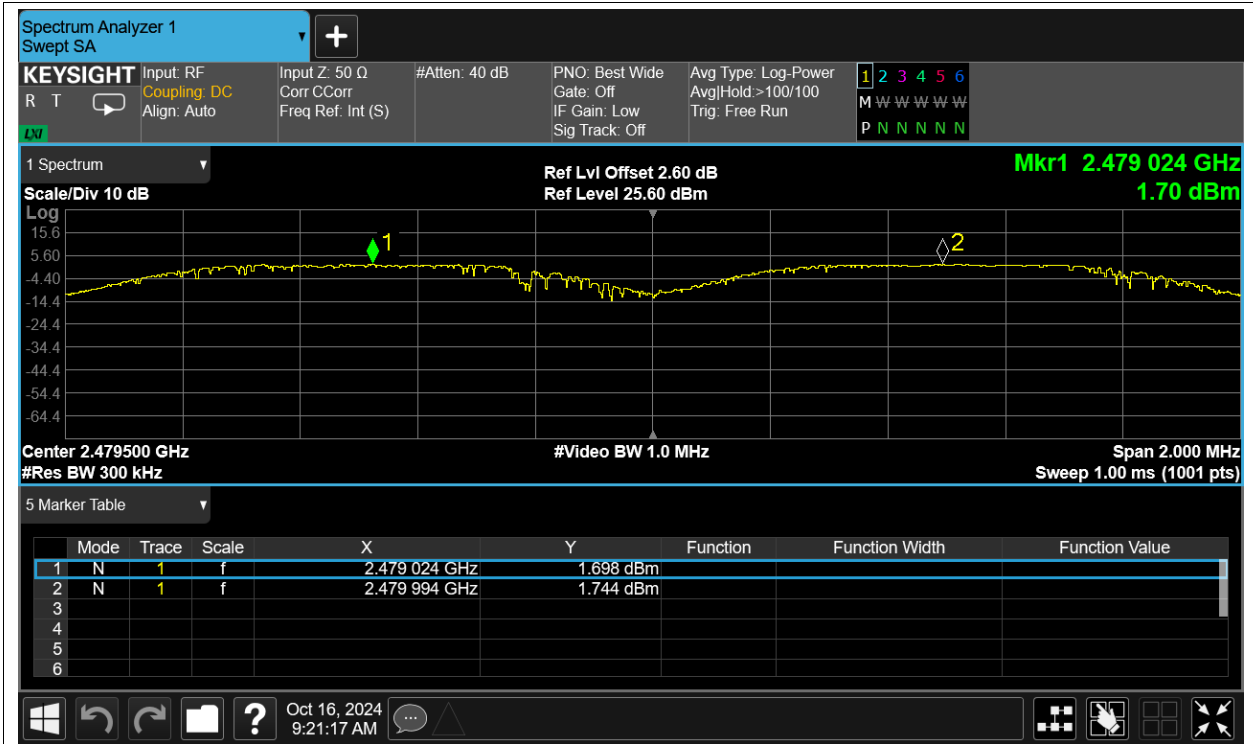 Spectrum Analyzer 1
Swept SA
+
KEYSIGHT
R T
LXI
Input: RF
Coupling: DC
Align: Auto
Input Z: 50 Ω
Corr CCorr
Freq Ref: Int (S)
#Atten: 40 dB
PNO: Best Wide
Gate: Off
IF Gain: Low
Sig Track: Off
Avg Type: Log-Power
Avg|Hold:>100/100
Trig: Free Run
1 2 3 4 5 6
M W W W W W
P N N N N N
1 Spectrum
Scale/Div 10 dB
Ref Lvl Offset 2.60 dB
Ref Level 25.60 dBm
Mkr1 2.479 024 GHz
1.70 dBm
Log
15.6
5.60
-4.40
-14.4
-24.4
-34.4
-44.4
-54.4
-64.4
1
2
Center 2.479500 GHz
#Res BW 300 kHz
#Video BW 1.0 MHz
Span 2.000 MHz
Sweep 1.00 ms (1001 pts)
5 Marker Table
Mode Trace Scale X Y Function Function Width Function Value
1 N 1 f 2.479 024 GHz 1.698 dBm
2 N 1 f 2.479 994 GHz 1.744 dBm
3
4
5
6
?
Oct 16, 2024
9:21:17 AM